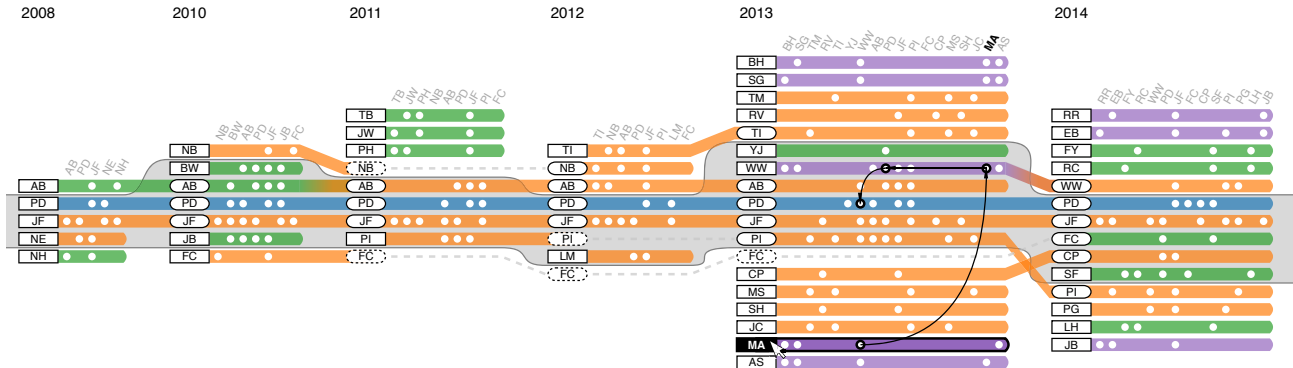 2008 2010 2011 2012 2013 2014
AB PD JF NE NH
AB
PD
JF
NE
NH
NB BW AB PD JF JB FC
NB
BW
AB
PD
JF
JB
FC
TB JW PH NB AB PD JF PI FC
TB
JW
PH
NB
AB
PD
JF
PI
FC
TI NB AB PD JF PI LM FC
TI
NB
AB
PD
JF
PI
LM
FC
BH SG TM RV TI YJ WW AB PD JF PI FC CP MS SH JC MA AS
BH
SG
TM
RV
TI
YJ
WW
AB
PD
JF
PI
FC
CP
MS
SH
JC
MA
AS
RR EB FY RC WW PD JF FC CP SF PI PG LH JB
RR
EB
FY
RC
WW
PD
JF
FC
CP
SF
PI
PG
LH
JB